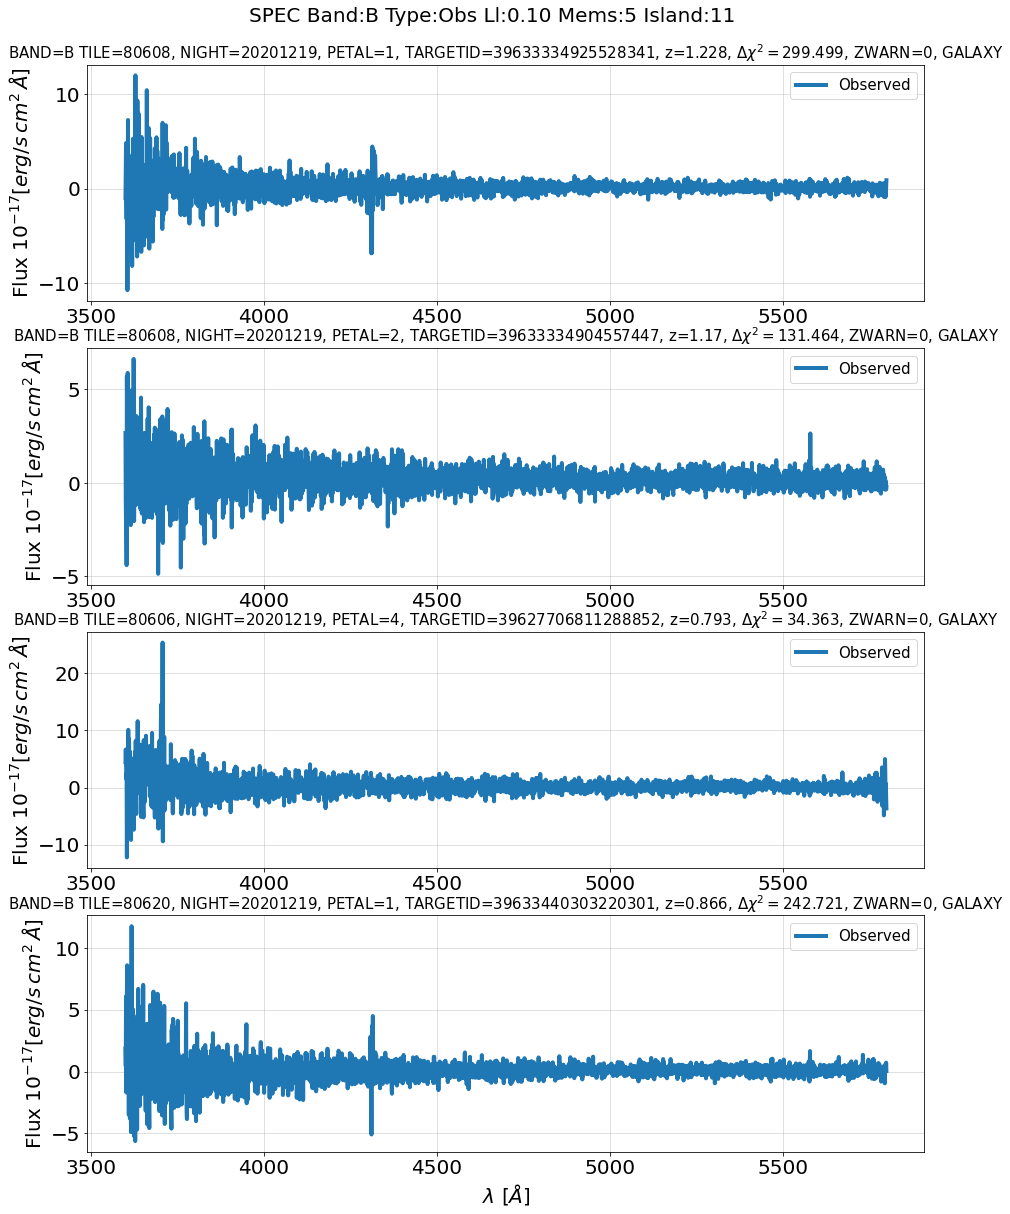 SPEC Band:B Type:Obs Ll:0.10 Mems:5 Island:11
BAND=B TILE=80608, NIGHT=20201219, PETAL=1, TARGETID=39633334925528341, z=1.228, Δχ² = 299.499, ZWARN=0, GALAXY
Flux 10⁻¹⁷[erg/s cm² Å]
10
0
−10
Observed
3500 4000 4500 5000 5500
BAND=B TILE=80608, NIGHT=20201219, PETAL=2, TARGETID=39633334904557447, z=1.17, Δχ² = 131.464, ZWARN=0, GALAXY
Flux 10⁻¹⁷[erg/s cm² Å]
5
0
−5
Observed
3500 4000 4500 5000 5500
BAND=B TILE=80606, NIGHT=20201219, PETAL=4, TARGETID=39627706811288852, z=0.793, Δχ² = 34.363, ZWARN=0, GALAXY
Flux 10⁻¹⁷[erg/s cm² Å]
20
10
0
−10
Observed
3500 4000 4500 5000 5500
BAND=B TILE=80620, NIGHT=20201219, PETAL=1, TARGETID=39633440303220301, z=0.866, Δχ² = 242.721, ZWARN=0, GALAXY
Flux 10⁻¹⁷[erg/s cm² Å]
10
5
0
−5
Observed
3500 4000 4500 5000 5500
λ [Å]